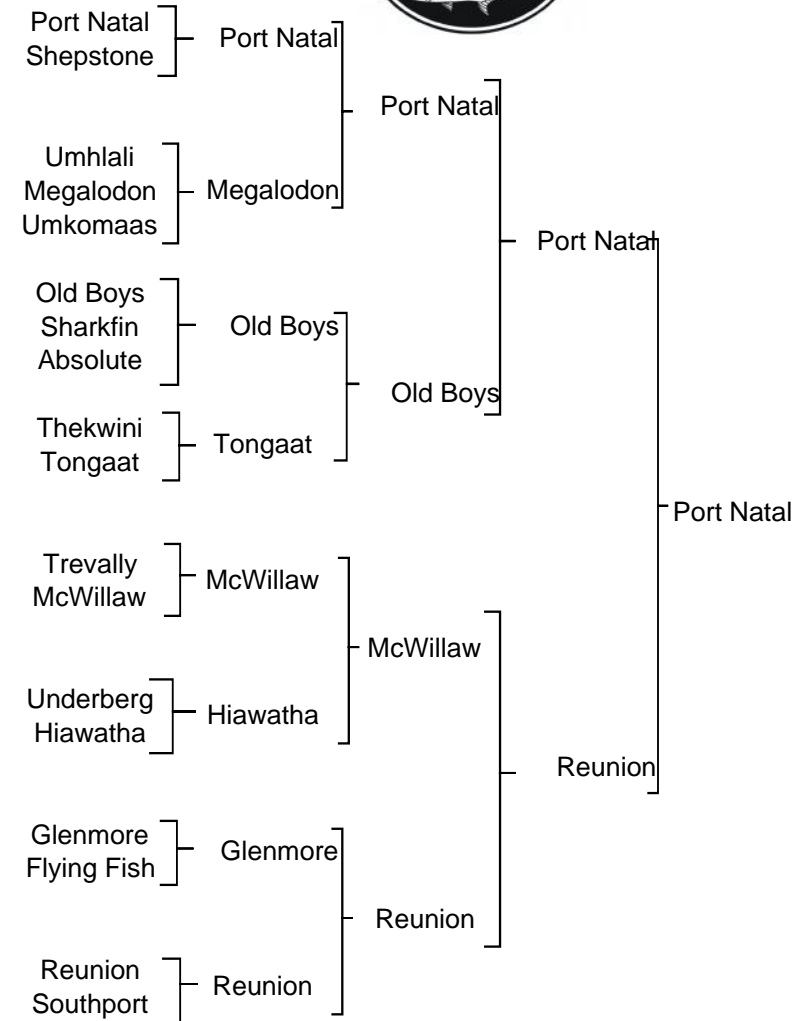 Port Natal
Shepstone
Umhlali
Megalodon
Umkomaas
Old Boys
Sharkfin
Absolute
Thekwini
Tongaat
Trevally
McWillaw
Underberg
Hiawatha
Glenmore
Flying Fish
Reunion
Southport
Port Natal
Megalodon
Old Boys
Tongaat
McWillaw
Hiawatha
Glenmore
Reunion
Port Natal
Old Boys
McWillaw
Reunion
Port Natal
Reunion
Port Natal